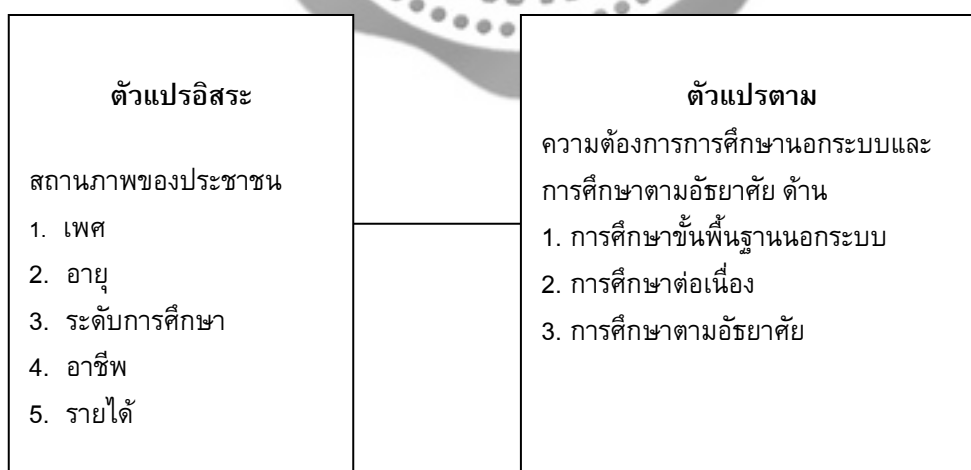 ตัวแปรอิสระ
สถานภาพของประชาชน
1. เพศ
2. อายุ
3. ระดับการศึกษา
4. อาชีพ
5. รายได้
ตัวแปรตาม
ความต้องการการศึกษานอกระบบและ
การศึกษาตามอัธยาศัย ด้าน
1. การศึกษาขั้นพื้นฐานนอกระบบ
2. การศึกษาต่อเนื่อง
3. การศึกษาตามอัธยาศัย